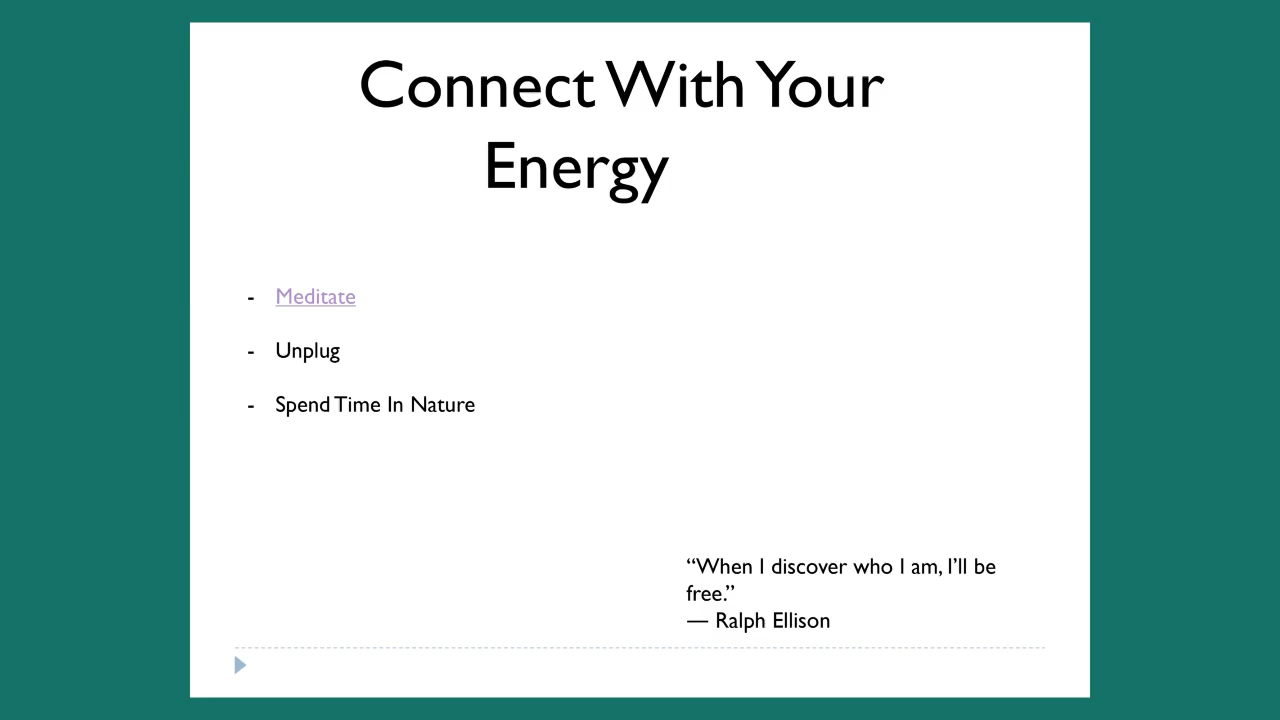 Connect With Your
Energy
- Meditate
- Unplug
- Spend Time In Nature
“When I discover who I am, I’ll be
free.”
— Ralph Ellison